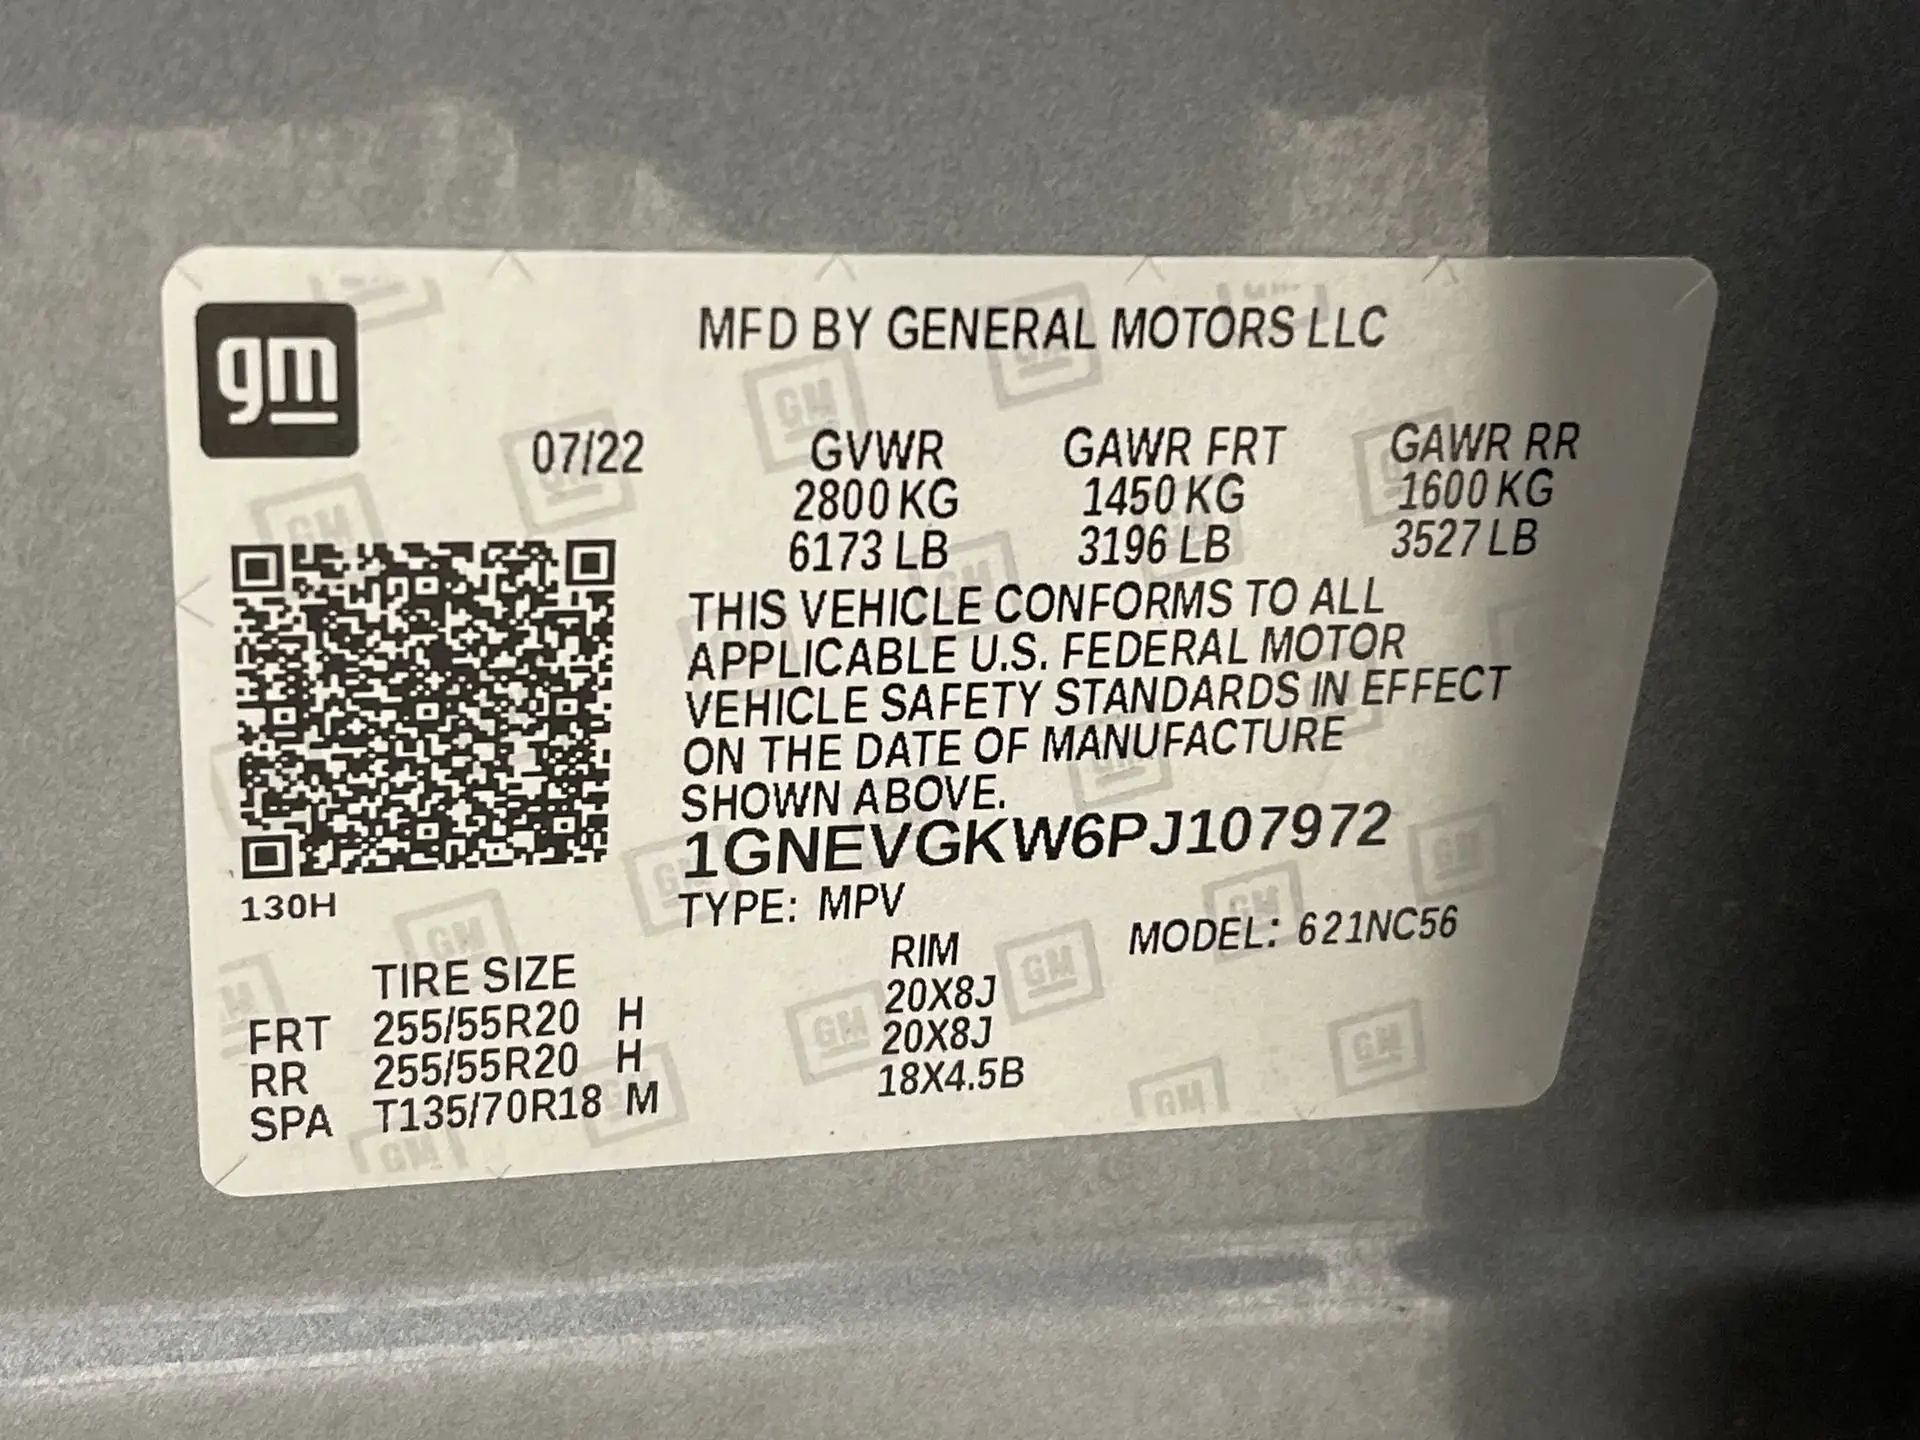 gm
MFD BY GENERAL MOTORS LLC
07/22 GVWR GAWR FRT GAWR RR
2800 KG 1450 KG 1600 KG
6173 LB 3196 LB 3527 LB
THIS VEHICLE CONFORMS TO ALL
APPLICABLE U.S. FEDERAL MOTOR
VEHICLE SAFETY STANDARDS IN EFFECT
ON THE DATE OF MANUFACTURE
SHOWN ABOVE.
1GNEVGKW6PJ107972
130H
TYPE: MPV MODEL: 621NC56
TIRE SIZE RIM
FRT 255/55R20 H 20X8J
RR 255/55R20 H 20X8J
SPA T135/70R18 M 18X4.5B